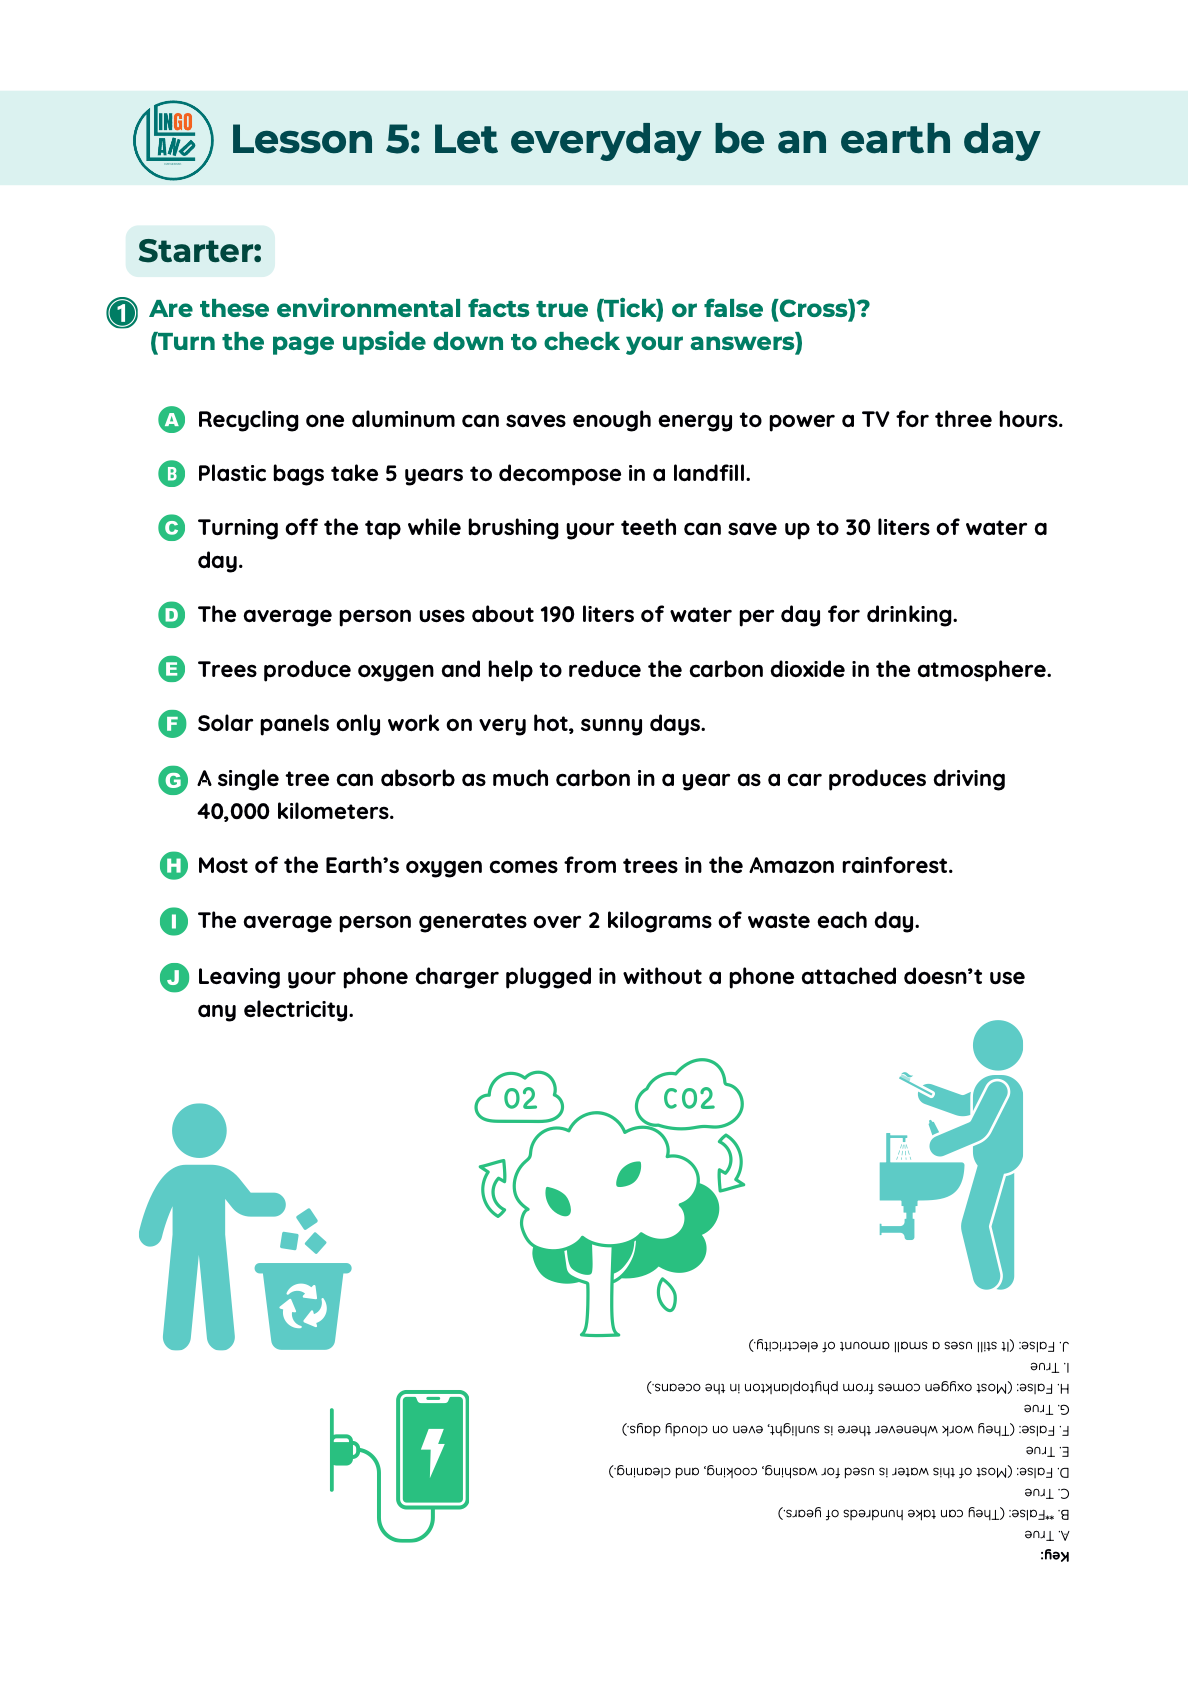 LINGO
LAND
Lesson 5: Let everyday be an earth day
Starter:
1 Are these environmental facts true (Tick) or false (Cross)?
(Turn the page upside down to check your answers)
A Recycling one aluminum can saves enough energy to power a TV for three hours.
B Plastic bags take 5 years to decompose in a landfill.
C Turning off the tap while brushing your teeth can save up to 30 liters of water a
day.
D The average person uses about 190 liters of water per day for drinking.
E Trees produce oxygen and help to reduce the carbon dioxide in the atmosphere.
F Solar panels only work on very hot, sunny days.
G A single tree can absorb as much carbon in a year as a car produces driving
40,000 kilometers.
H Most of the Earth's oxygen comes from trees in the Amazon rainforest.
I The average person generates over 2 kilograms of waste each day.
J Leaving your phone charger plugged in without a phone attached doesn't use
any electricity.
O2
CO2
Key:
A. True
B. **False: (They can take hundreds of years.)
C. True
D. False: (Most of this water is used for washing, cooking, and cleaning.)
E. True
F. False: (They work whenever there is sunlight, even on cloudy days.)
G. True
H. False: (Most oxygen comes from phytoplankton in the oceans.)
I. True
J. False: (It still uses a small amount of electricity.)